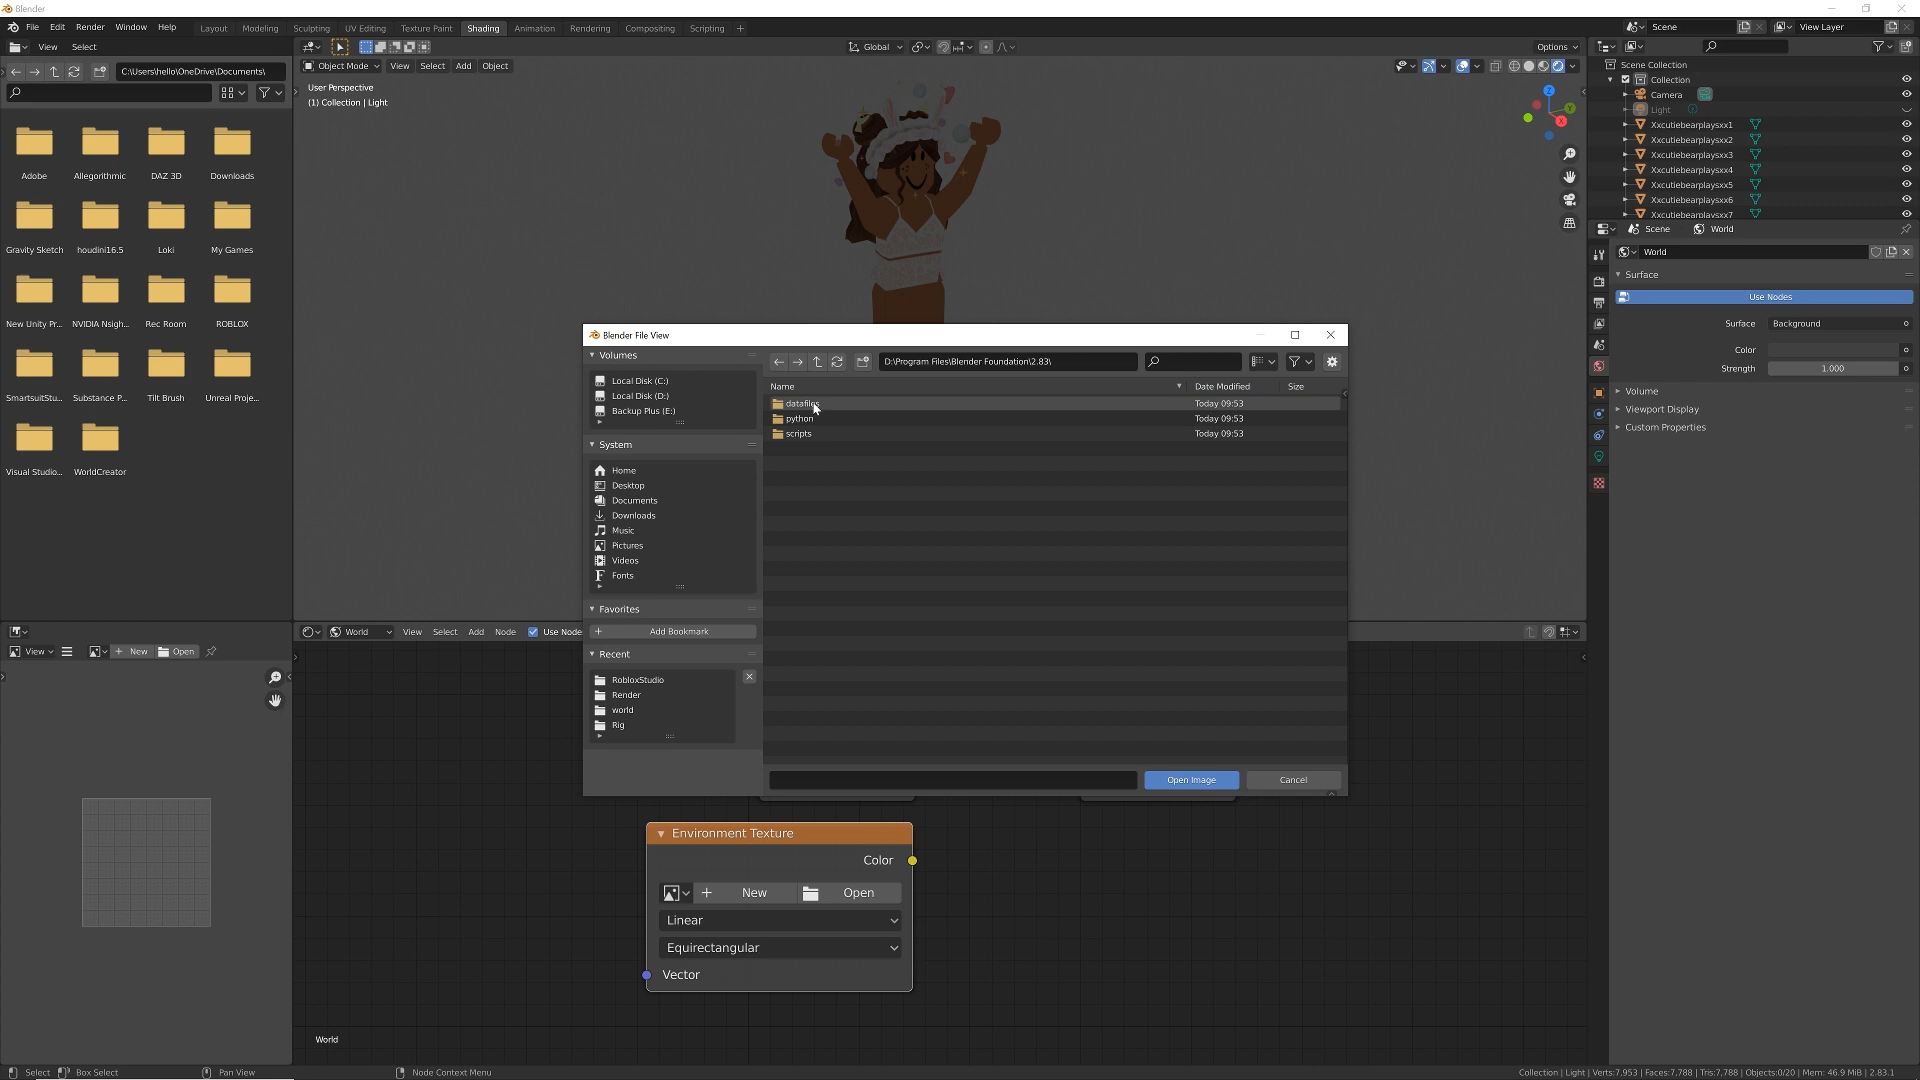 Blender
File Edit Render Window Help
Layout Modeling Sculpting UV Editing Texture Paint Shading Animation Rendering Compositing Scripting +
Scene View Layer
View Select
Global
Options
C:\Users\hello\OneDrive\Documents\
Object Mode View Select Add Object
User Perspective
(1) Collection | Light
Adobe Allegorithmic DAZ 3D Downloads
Gravity Sketch houdini16.5 Loki My Games
New Unity Pr... NVIDIA Nsigh... Rec Room ROBLOX
SmartsuitStu... Substance P... Tilt Brush Unreal Proje...
Visual Studio... WorldCreator
Z
Y
X
Scene Collection
Collection
Camera
Light
Xxcutiebearplaysxx1
Xxcutiebearplaysxx2
Xxcutiebearplaysxx3
Xxcutiebearplaysxx4
Xxcutiebearplaysxx5
Xxcutiebearplaysxx6
Xxcutiebearplaysxx7
Scene World
World
Surface
Use Nodes
Surface Background
Color
Strength 1.000
Volume
Viewport Display
Custom Properties
Blender File View
Volumes
Local Disk (C:)
Local Disk (D:)
Backup Plus (E:)
System
Home
Desktop
Documents
Downloads
Music
Pictures
Videos
Fonts
Favorites
Add Bookmark
Recent
RobloxStudio
Render
world
Rig
D:\Program Files\Blender Foundation\2.83\
Name Date Modified Size
datafiles Today 09:53
python Today 09:53
scripts Today 09:53
Open Image Cancel
View New Open
World View Select Add Node Use Node
Environment Texture
Color
New Open
Linear
Equirectangular
Vector
World
Select Box Select Pan View Node Context Menu
Collection | Light | Verts:7,953 | Faces:7,788 | Tris:7,788 | Objects:0/20 | Mem: 46.9 MiB | 2.83.1